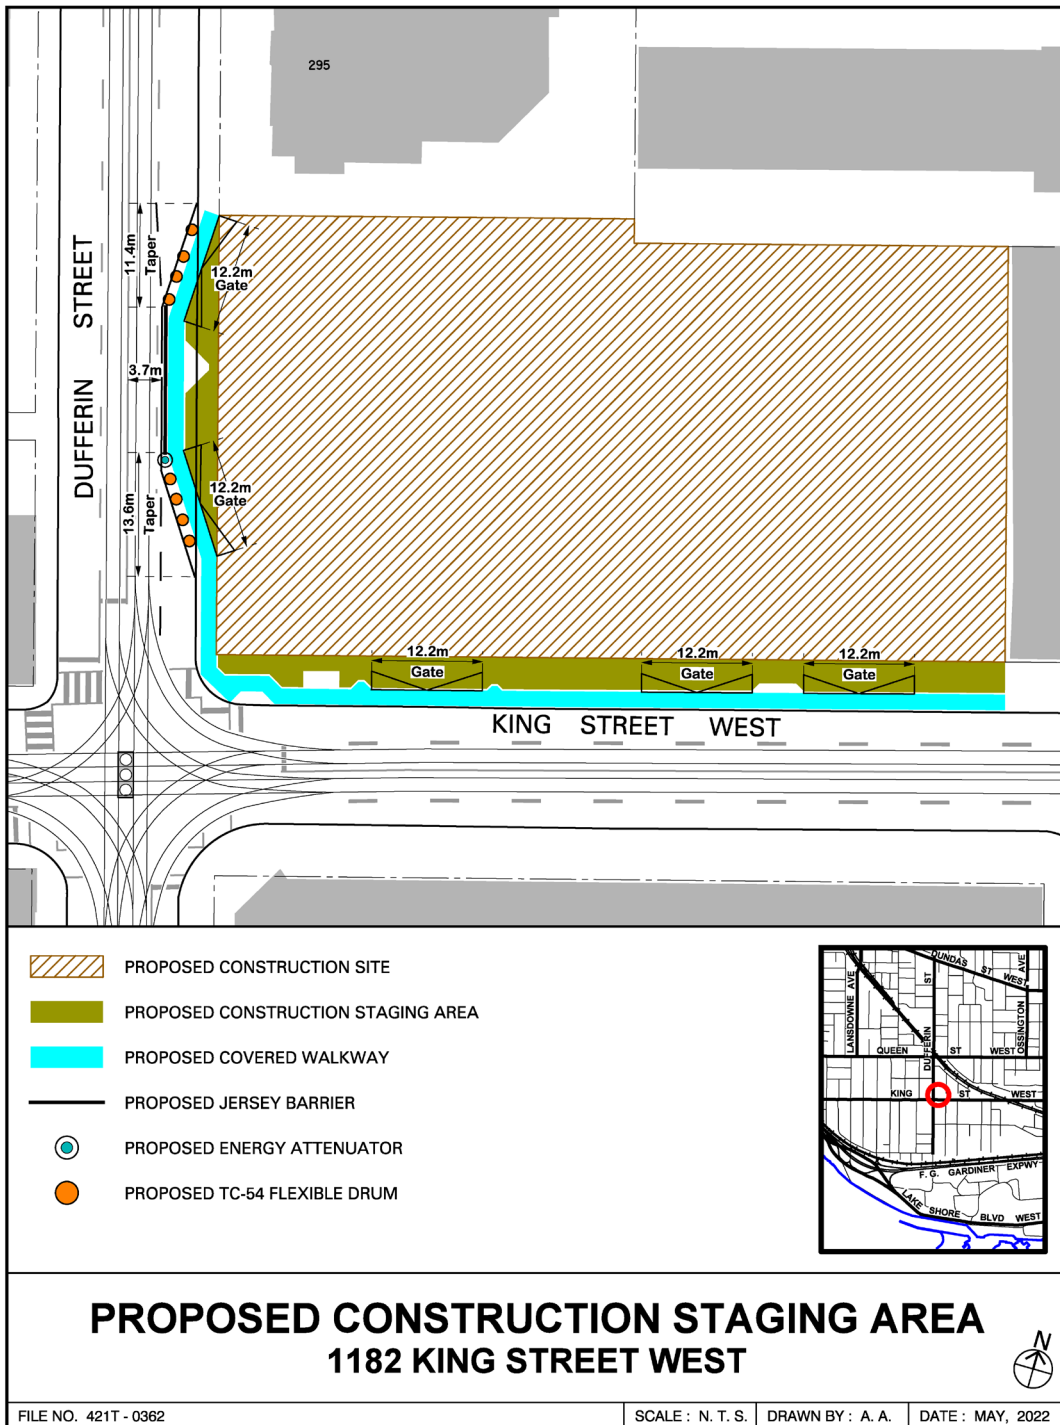 295
DUFFERIN STREET
11.4m
Taper
12.2m
Gate
3.7m
12.2m
Gate
13.6m
Taper
12.2m
Gate
12.2m
Gate
12.2m
Gate
KING STREET WEST
PROPOSED CONSTRUCTION SITE
PROPOSED CONSTRUCTION STAGING AREA
PROPOSED COVERED WALKWAY
PROPOSED JERSEY BARRIER
PROPOSED ENERGY ATTENUATOR
PROPOSED TC-54 FLEXIBLE DRUM
DUNDAS ST WEST
LANSDOWNE AVE
DUFFERIN ST
OSSINGTON AVE
QUEEN ST WEST
KING ST WEST
F. G. GARDINER EXPWY
LAKE SHORE BLVD WEST
PROPOSED CONSTRUCTION STAGING AREA
1182 KING STREET WEST
N
FILE NO. 421T - 0362
SCALE : N. T. S.
DRAWN BY : A. A.
DATE : MAY, 2022